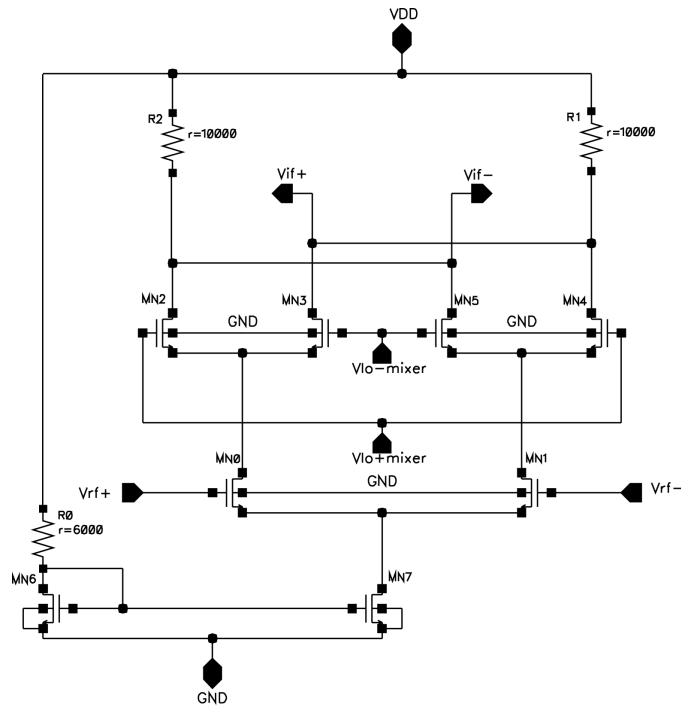 VDD
R2
r=10000
R1
r=10000
Vif+
Vif-
MN2
GND
MN3
MN5
GND
MN4
Vlo-mixer
Vlo+mixer
MN0
GND
MN1
Vrf+
Vrf-
R0
r=6000
MN6
MN7
GND